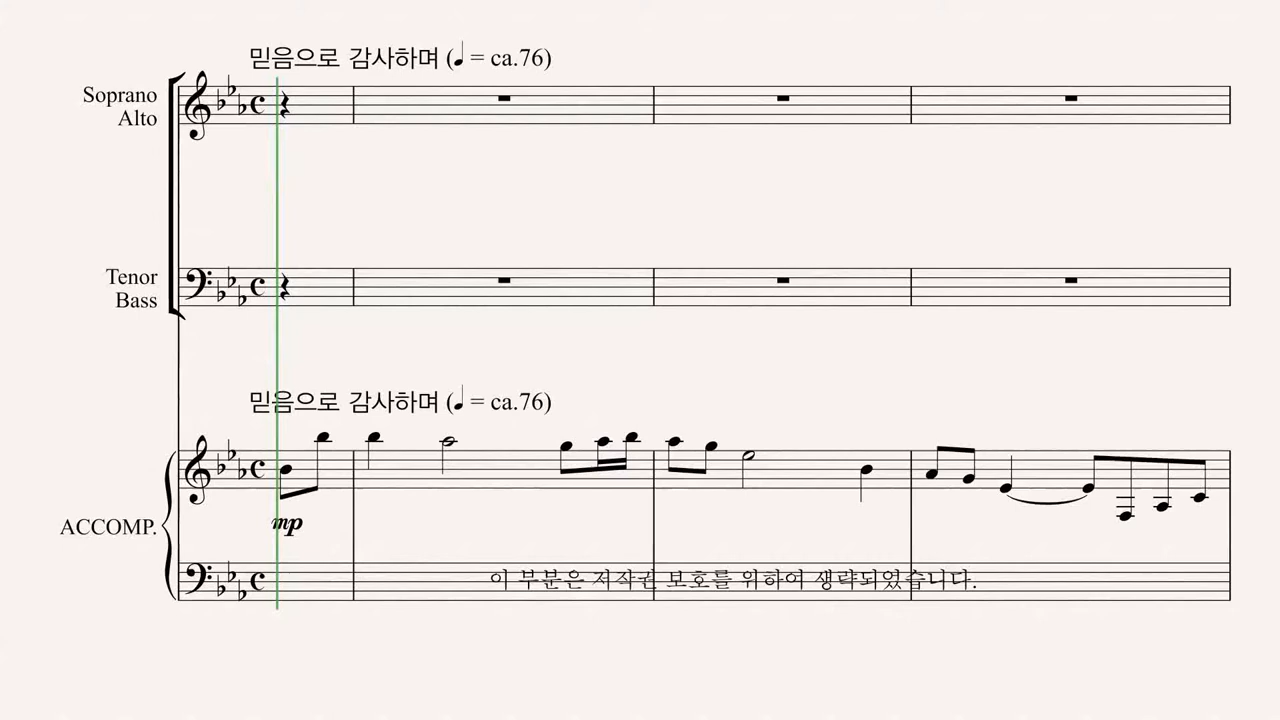 믿음으로 감사하며 (♩ = ca.76)
Soprano
Alto
Tenor
Bass
믿음으로 감사하며 (♩ = ca.76)
mp
ACCOMP.
이 부분은 저작권 보호를 위하여 생략되었습니다.